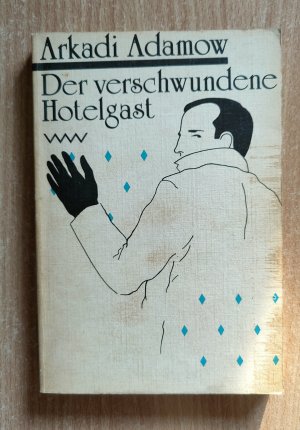 Arkadi Adamow
Der verschwundene
Hotelgast